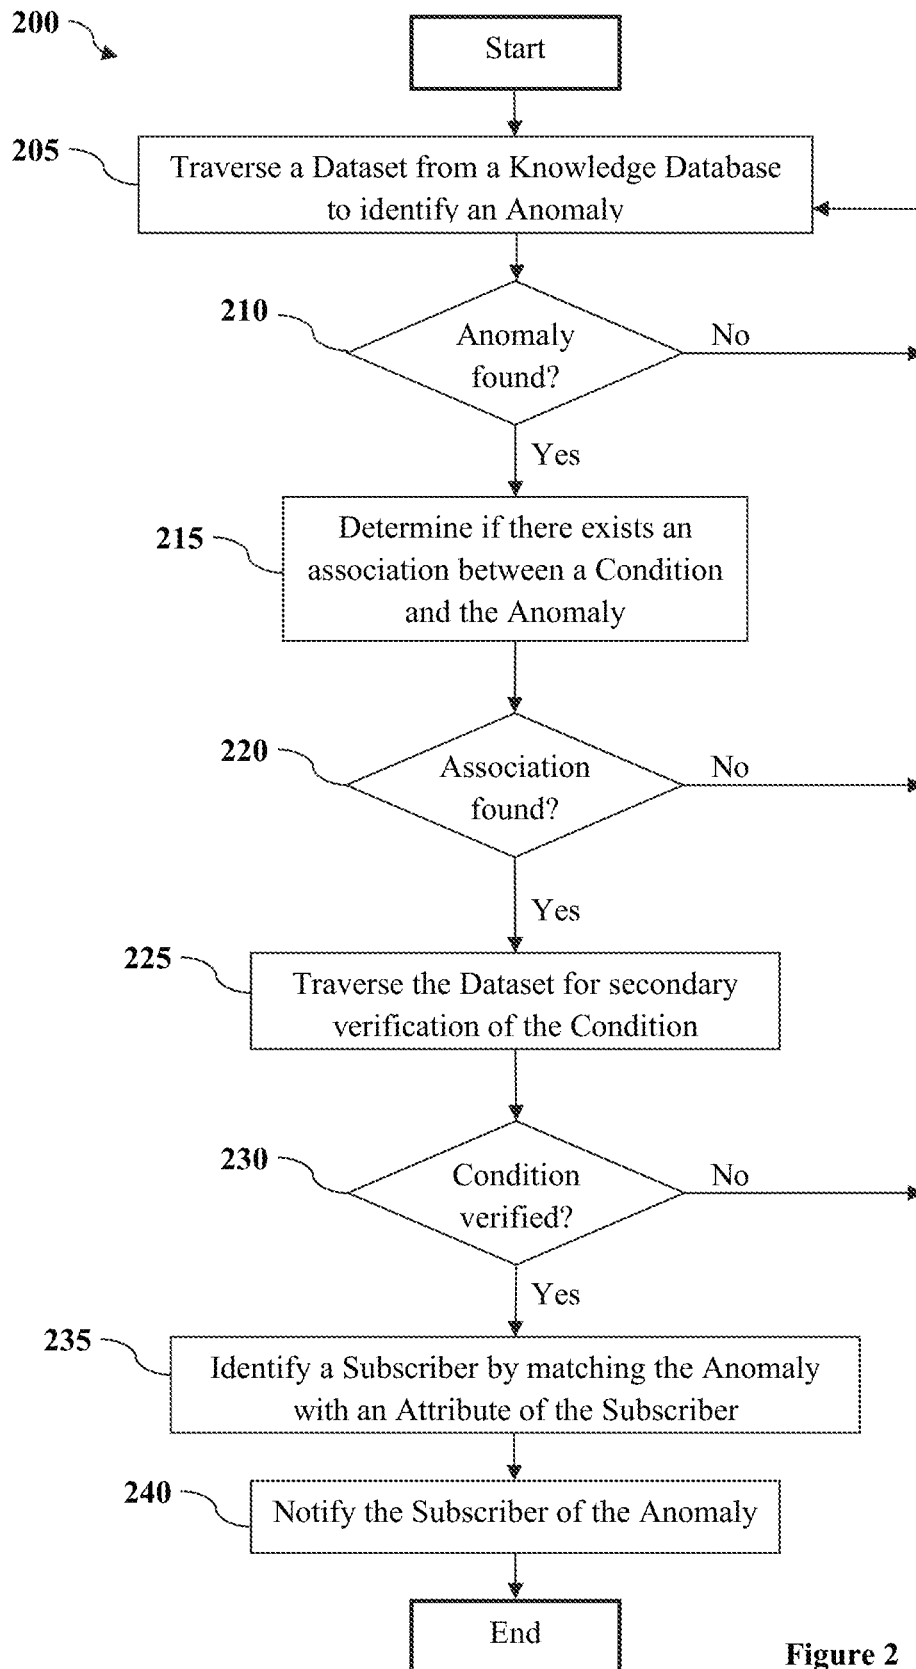 200
Start
205
Traverse a Dataset from a Knowledge Database
to identify an Anomaly
210
Anomaly
found?
No
Yes
215
Determine if there exists an
association between a Condition
and the Anomaly
220
Association
found?
No
Yes
225
Traverse the Dataset for secondary
verification of the Condition
230
Condition
verified?
No
Yes
235
Identify a Subscriber by matching the Anomaly
with an Attribute of the Subscriber
240
Notify the Subscriber of the Anomaly
End
Figure 2